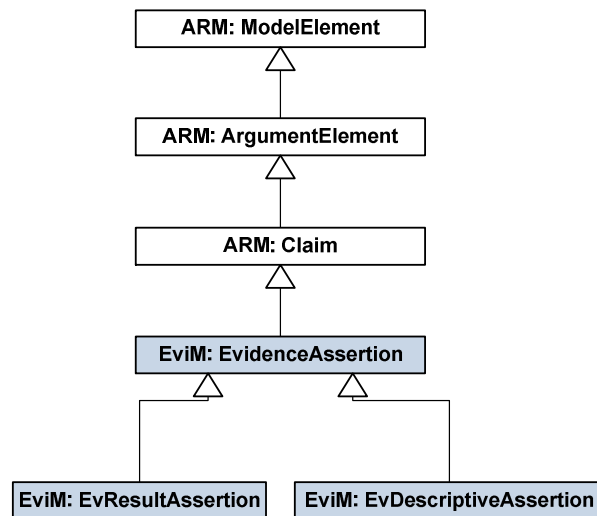 ARM: ModelElement
ARM: ArgumentElement
ARM: Claim
EviM: EvidenceAssertion
EviM: EvResultAssertion
EviM: EvDescriptiveAssertion